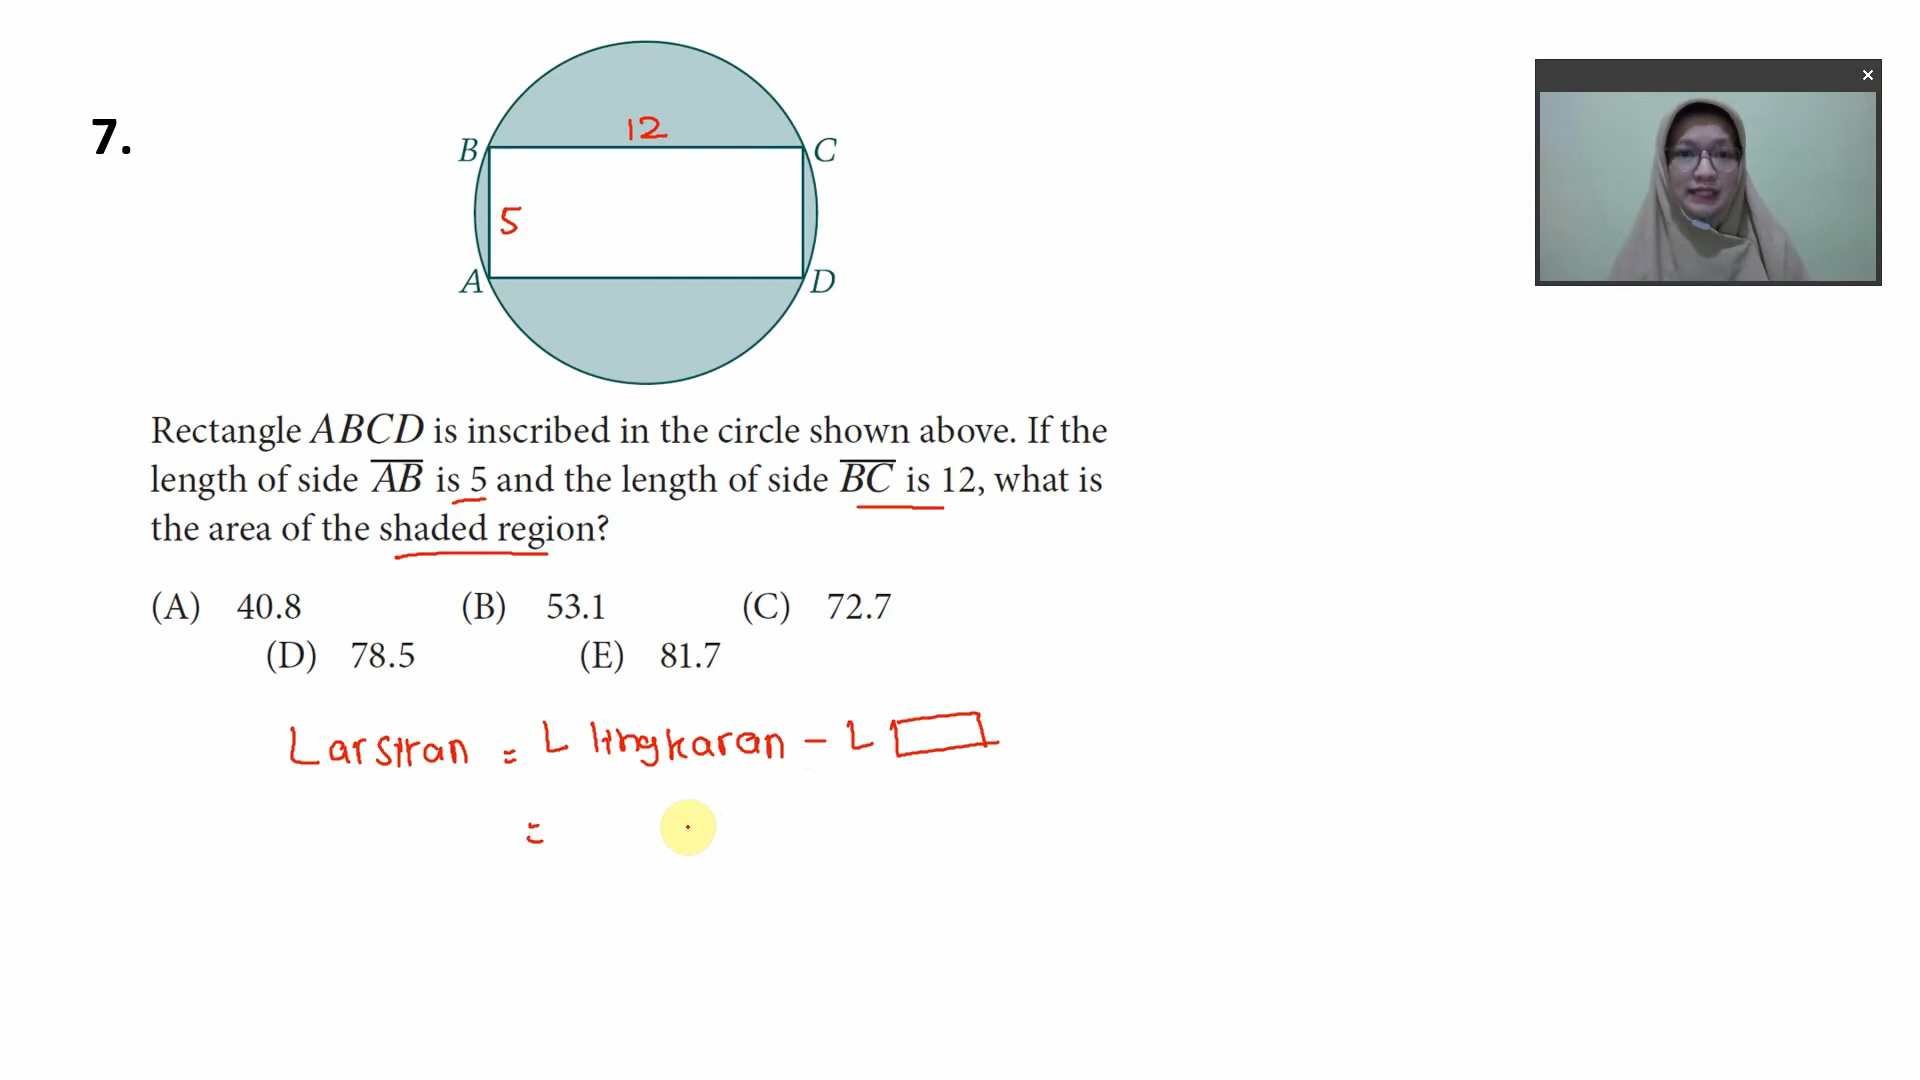 7.
12
B
C
5
A
D
Rectangle ABCD is inscribed in the circle shown above. If the
length of side AB is 5 and the length of side BC is 12, what is
the area of the shaded region?
(A) 40.8 (B) 53.1 (C) 72.7
(D) 78.5 (E) 81.7
L arsiran = L lingkaran - L
=